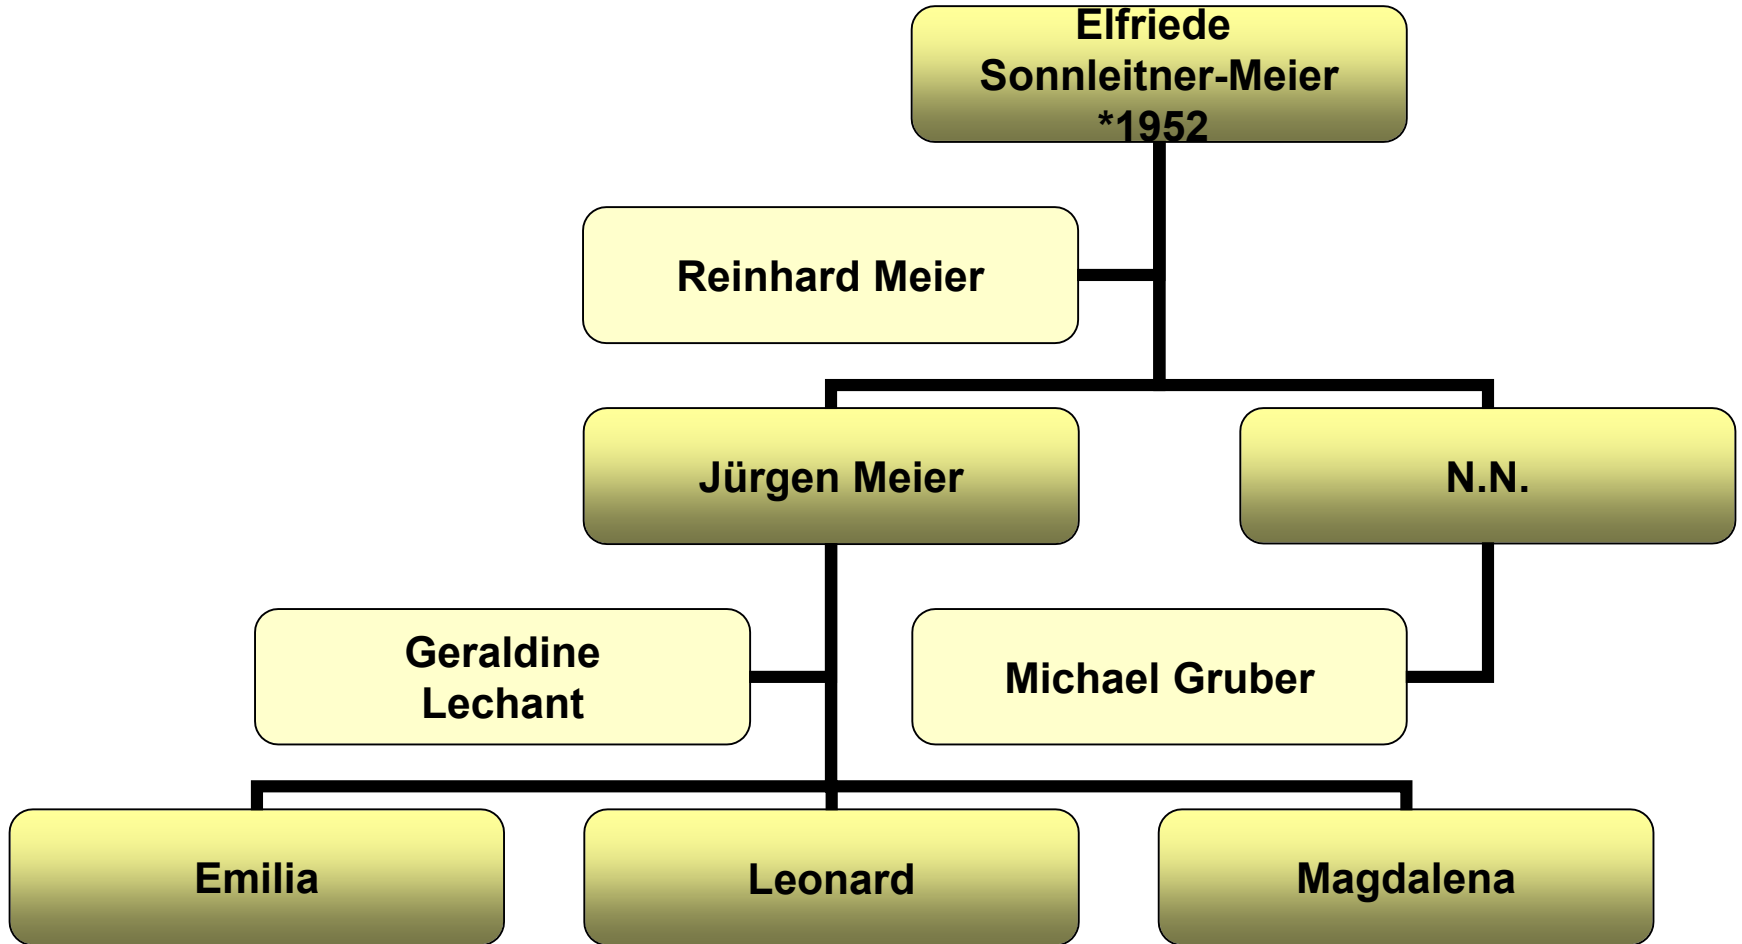 Elfriede
Sonnleitner-Meier
*1952
Reinhard Meier
Jürgen Meier
N.N.
Geraldine
Lechant
Michael Gruber
Emilia
Leonard
Magdalena